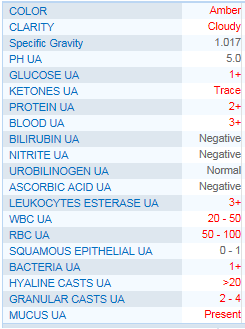 COLOR Amber
CLARITY Cloudy
Specific Gravity 1.017
PH UA 5.0
GLUCOSE UA 1+
KETONES UA Trace
PROTEIN UA 2+
BLOOD UA 3+
BILIRUBIN UA Negative
NITRITE UA Negative
UROBILINOGEN UA Normal
ASCORBIC ACID UA Negative
LEUKOCYTES ESTERASE UA 3+
WBC UA 20 - 50
RBC UA 50 - 100
SQUAMOUS EPITHELIAL UA 0 - 1
BACTERIA UA 1+
HYALINE CASTS UA >20
GRANULAR CASTS UA 2 - 4
MUCUS UA Present